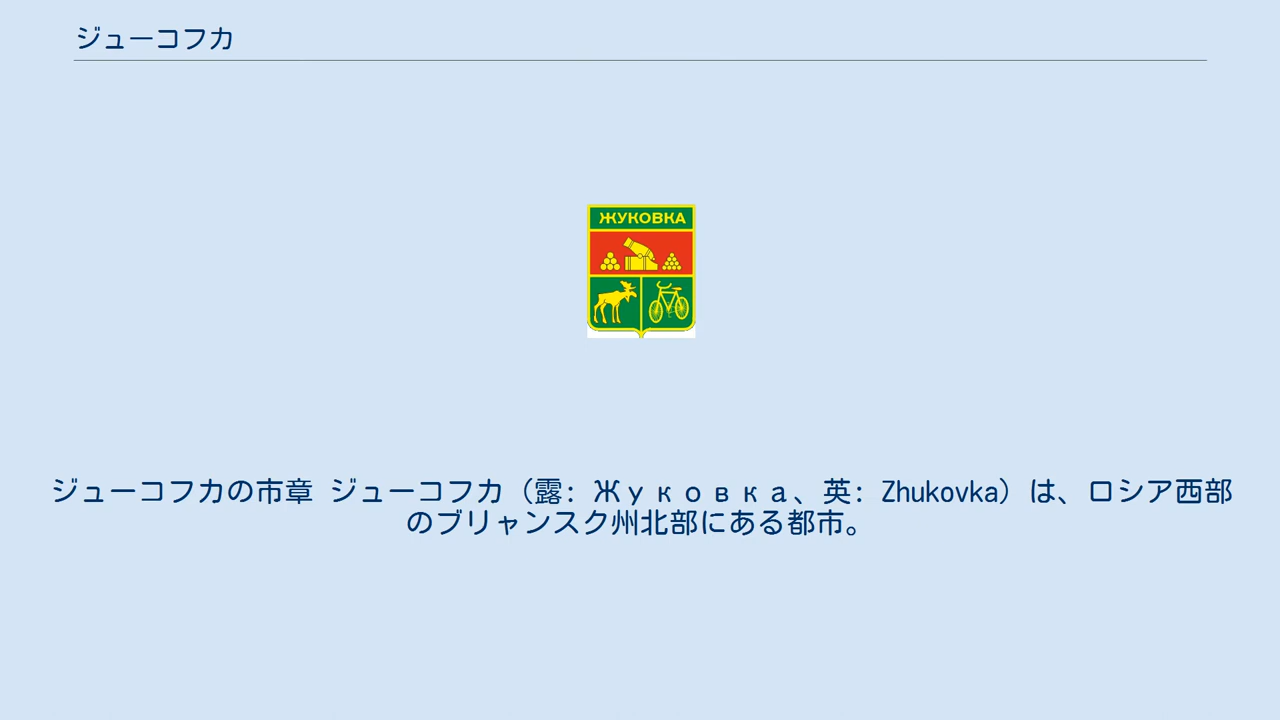 ジューコフカ
ЖУКОВКА
ジューコフカの市章 ジューコフカ（露: Жуковка、英: Zhukovka）は、ロシア西部
のブリャンスク州北部にある都市。